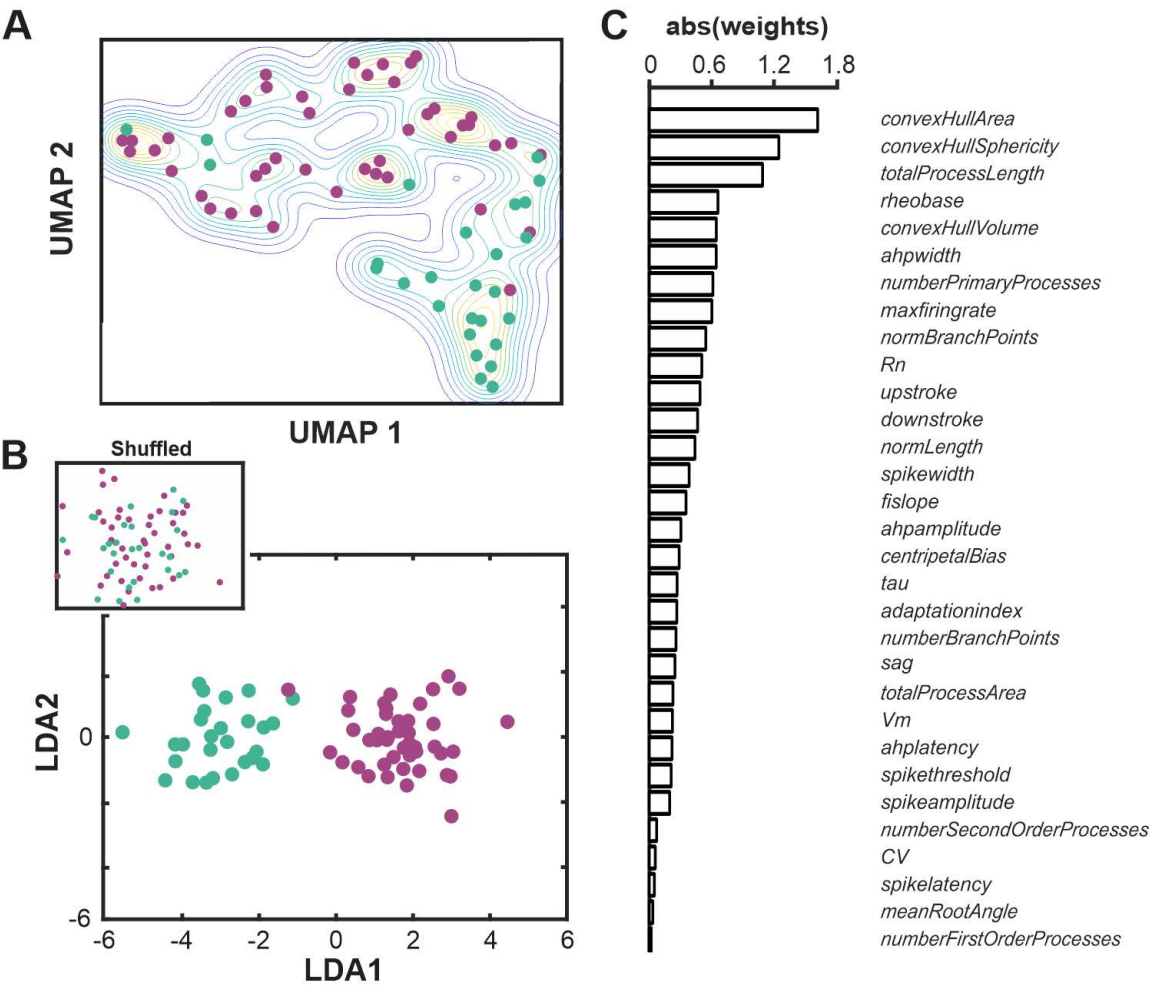 A
UMAP 2
UMAP 1
B
Shuffled
LDA2
0
-6
-6 -4 -2 0 2 4 6
LDA1
C
abs(weights)
0 0.6 1.2 1.8
convexHullArea
convexHullSphericity
totalProcessLength
rheobase
convexHullVolume
ahpwidth
numberPrimaryProcesses
maxfiringrate
normBranchPoints
Rn
upstroke
downstroke
normLength
spikewidth
fislope
ahpamplitude
centripetalBias
tau
adaptationindex
numberBranchPoints
sag
totalProcessArea
Vm
ahplatency
spikethreshold
spikeamplitude
numberSecondOrderProcesses
CV
spikelatency
meanRootAngle
numberFirstOrderProcesses